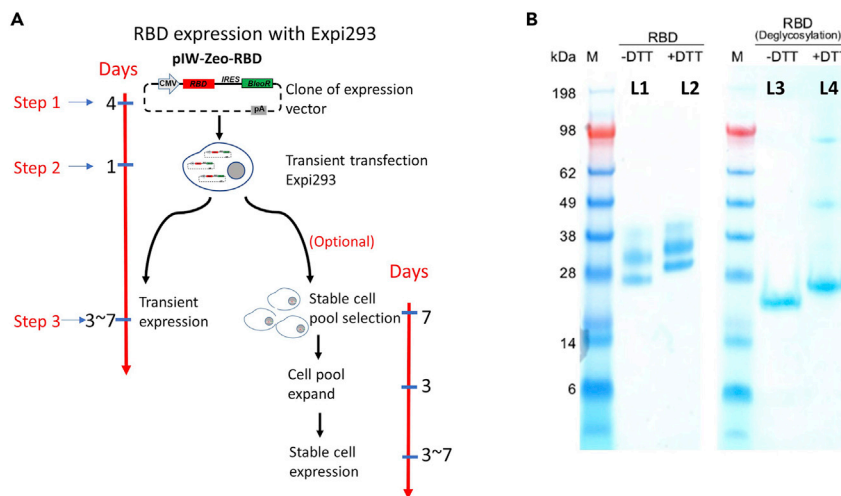 A
RBD expression with Expi293
pIW-Zeo-RBD
Days
CMV RBD IRES BleoR
pA
Clone of expression
vector
Step 1 4
Step 2 1
Transient transfection
Expi293
(Optional)
Days
Step 3 3~7
Transient
expression
Stable cell
pool selection
7
Cell pool
expand
3
Stable cell
expression
3~7
B
RBD
kDa M -DTT +DTT
L1 L2
RBD
(Deglycosylation)
M -DTT +DTT
L3 L4
198
98
62
49
38
28
14
6